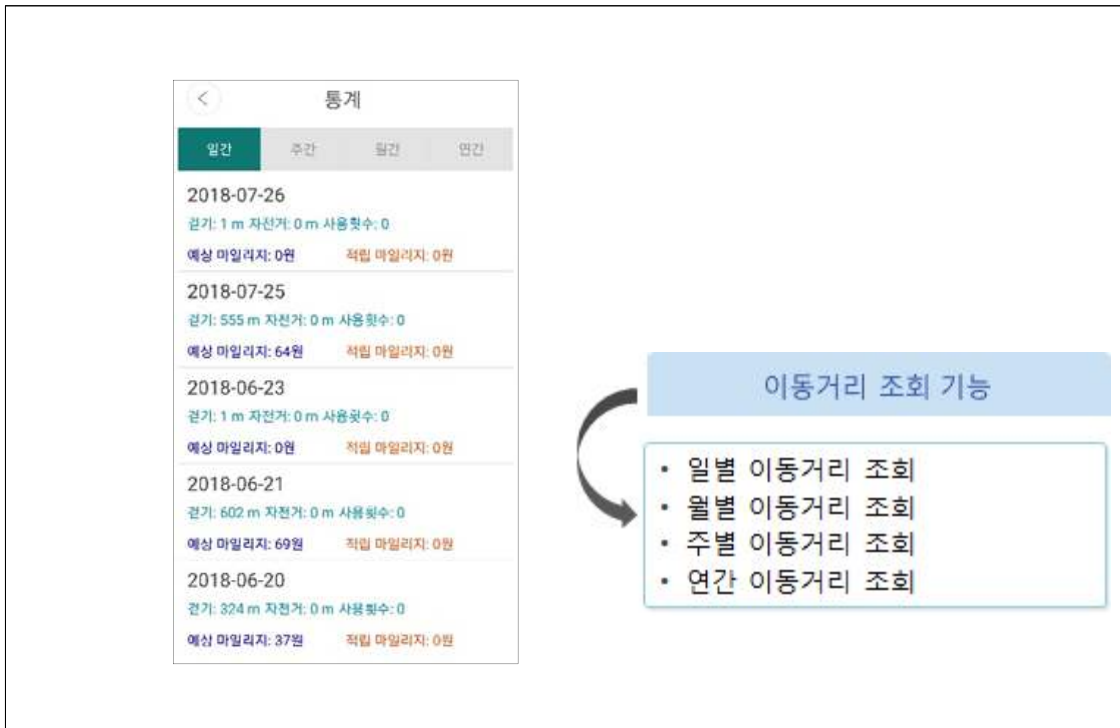 통계
일간 주간 월간 연간
2018-07-26
걷기: 1 m 자전거: 0 m 사용횟수: 0
예상 마일리지: 0원 적립 마일리지: 0원
2018-07-25
걷기: 555 m 자전거: 0 m 사용횟수: 0
예상 마일리지: 64원 적립 마일리지: 0원
2018-06-23
걷기: 1 m 자전거: 0 m 사용횟수: 0
예상 마일리지: 0원 적립 마일리지: 0원
2018-06-21
걷기: 602 m 자전거: 0 m 사용횟수: 0
예상 마일리지: 69원 적립 마일리지: 0원
2018-06-20
걷기: 324 m 자전거: 0 m 사용횟수: 0
예상 마일리지: 37원 적립 마일리지: 0원
이동거리 조회 기능
• 일별 이동거리 조회
• 월별 이동거리 조회
• 주별 이동거리 조회
• 연간 이동거리 조회